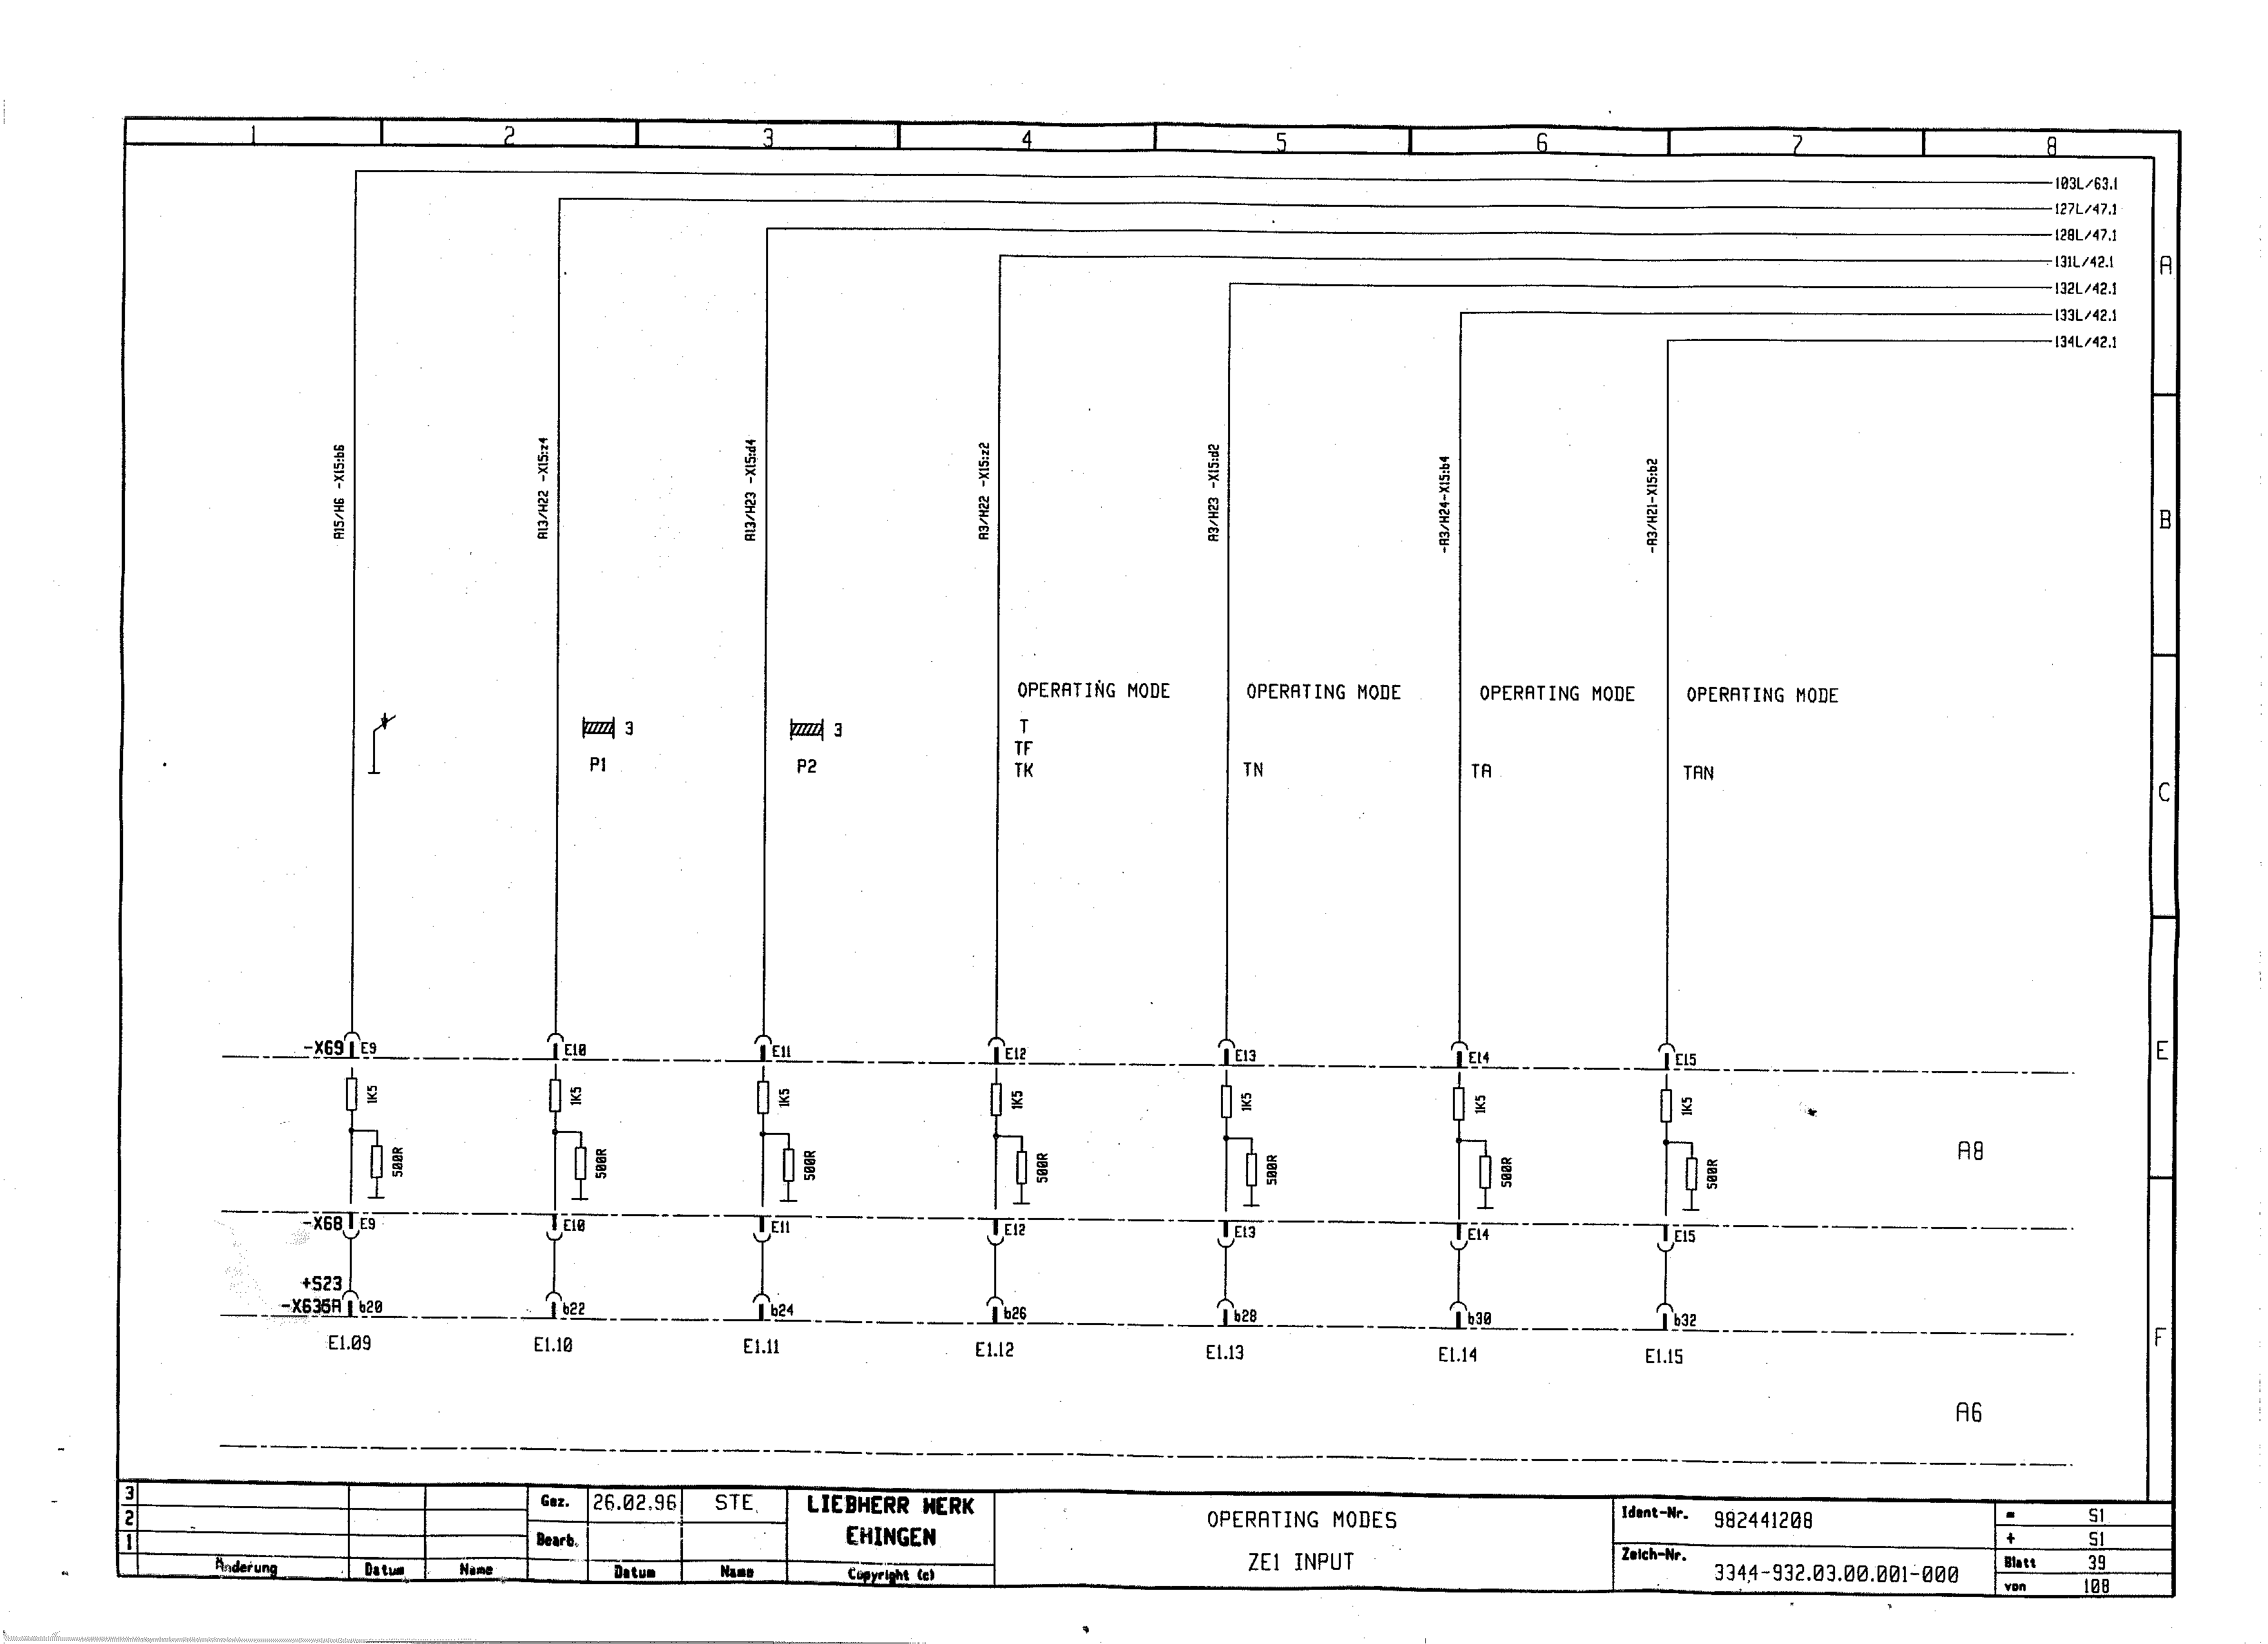 1 2 3 4 5 6 7 8
103L/63.1
127L/47.1
128L/47.1
131L/42.1
132L/42.1
133L/42.1
134L/42.1
A
B
C
E
F
A15/H6 -X15:b6
A13/H22 -X15:z4
A13/H23 -X15:d4
A3/H22 -X15:z2
A3/H23 -X15:d2
-A3/H24-X15:b4
-A3/H21-X15:b2
OPERATING MODE OPERATING MODE OPERATING MODE OPERATING MODE
3 3 T
TF
P1 P2 TK TN TA TAN
-X69 E9 E10 E11 E12 E13 E14 E15
1K5 1K5 1K5 1K5 1K5 1K5 1K5
500R 500R 500R 500R 500R 500R 500R
A8
-X68 E9 E10 E11 E12 E13 E14 E15
+S23
-X635A b20 b22 b24 b26 b28 b30 b32
E1.09 E1.10 E1.11 E1.12 E1.13 E1.14 E1.15
A6
3
2
1
Änderung Datum Name
Gez. 26.02.96 STE
Bearb.
Datum Name
LIEBHERR WERK
EHINGEN
Copyright (c)
OPERATING MODES
ZE1 INPUT
Ident-Nr. 982441208
Zeich-Nr. 3344-932.03.00.001-000
= S1
+ S1
Blatt 39
von 108